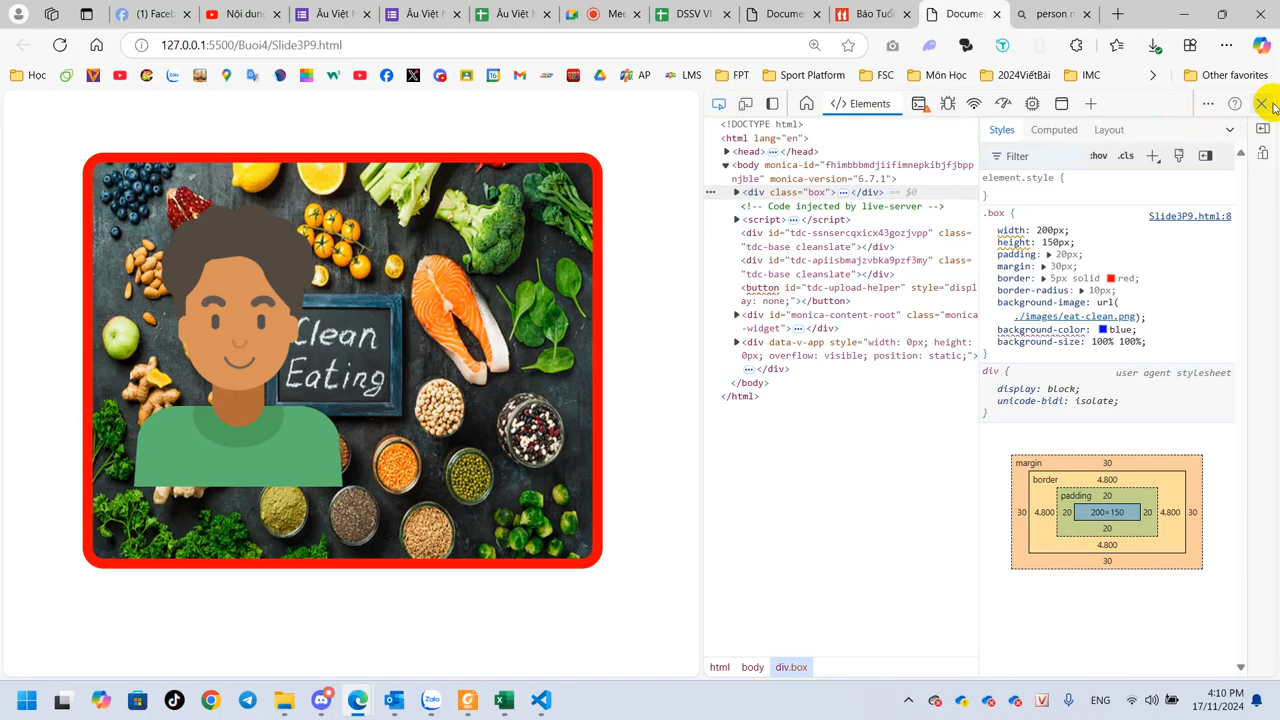 (1) Faceb
Nội dung
Âu Việt
Âu Việt
Âu Việt
Mee
DSSV VI
Docume
Báo Tuổi
Docume
person n
127.0.0.1:5500/Buoi4/Slide3P9.html
Học
Zalo
AP
LMS
FPT
Sport Platform
FSC
Môn Học
2024ViếtBài
IMC
Other favorites
Clean
Eating
Elements
<!DOCTYPE html>
<html lang="en">
<head> </head>
<body monica-id="fhimbbbmdjiifimnepkibjfjbpp
njble" monica-version="6.7.1">
<div class="box"> </div> == $0
<!-- Code injected by live-server -->
<script> </script>
<div id="tdc-ssnsercqxicx43gozjvpp" class=
"tdc-base cleanslate"></div>
<div id="tdc-apiisbmajzvbka9pzf3my" class=
"tdc-base cleanslate"></div>
<button id="tdc-upload-helper" style="displ
ay: none;"></button>
<div id="monica-content-root" class="monica
-widget"> </div>
<div data-v-app style="width: 0px; height:
0px; overflow: visible; position: static;">
</div>
</body>
</html>
html body div.box
Styles Computed Layout
Filter :hov .cls
element.style {
}
.box { Slide3P9.html:8
width: 200px;
height: 150px;
padding: 20px;
margin: 30px;
border: 5px solid red;
border-radius: 10px;
background-image: url(
./images/eat-clean.png);
background-color: blue;
background-size: 100% 100%;
}
div { user agent stylesheet
display: block;
unicode-bidi: isolate;
}
margin 30
border 4.800
padding 20
30 4.800 20 200×150 20 4.800 30
20
4.800
30
Zalo
ENG
4:10 PM
17/11/2024